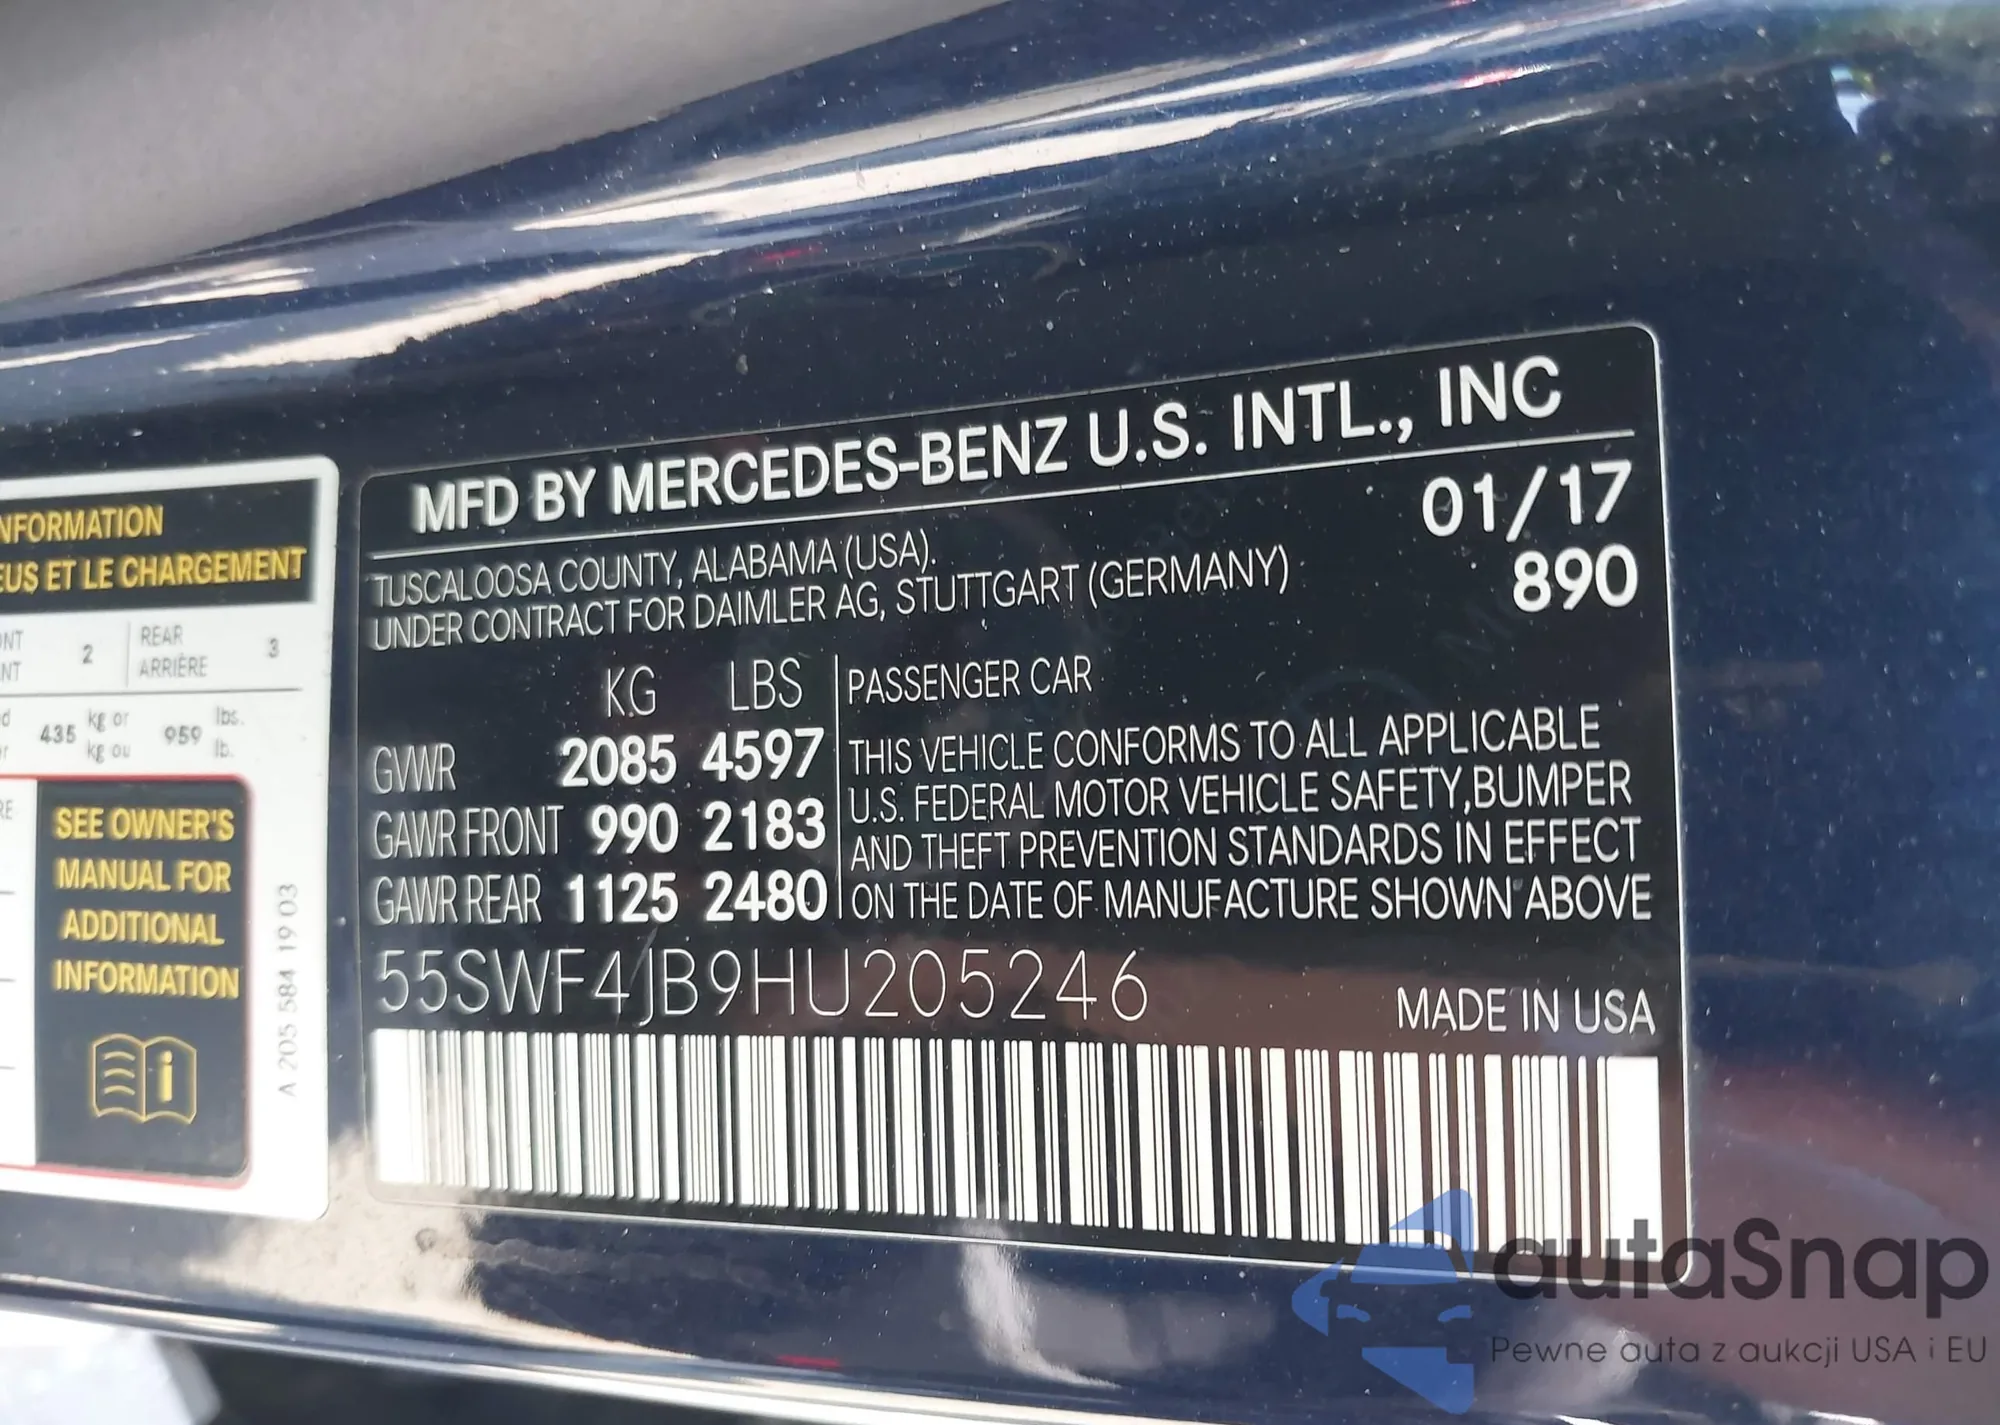 NFORMATION
EUS ET LE CHARGEMENT
2
REAR
ARRIÈRE
3
435
kg or
kg ou
959
lbs.
lb.
SEE OWNER'S
MANUAL FOR
ADDITIONAL
INFORMATION
i
A 205 584 19 03
MFD BY MERCEDES-BENZ U.S. INTL., INC
TUSCALOOSA COUNTY, ALABAMA (USA).
UNDER CONTRACT FOR DAIMLER AG, STUTTGART (GERMANY)
01/17
890
KG LBS
GVWR 2085 4597
GAWR FRONT 990 2183
GAWR REAR 1125 2480
PASSENGER CAR
THIS VEHICLE CONFORMS TO ALL APPLICABLE
U.S. FEDERAL MOTOR VEHICLE SAFETY,BUMPER
AND THEFT PREVENTION STANDARDS IN EFFECT
ON THE DATE OF MANUFACTURE SHOWN ABOVE
55SWF4JB9HU205246
MADE IN USA
autaSnap
Pewne auta z aukcji USA i EU